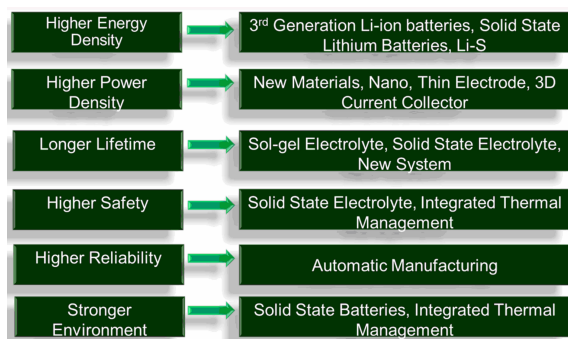 Higher Energy
Density
3rd Generation Li-ion batteries, Solid State
Lithium Batteries, Li-S
Higher Power
Density
New Materials, Nano, Thin Electrode, 3D
Current Collector
Longer Lifetime
Sol-gel Electrolyte, Solid State Electrolyte,
New System
Higher Safety
Solid State Electrolyte, Integrated Thermal
Management
Higher Reliability
Automatic Manufacturing
Stronger
Environment
Solid State Batteries, Integrated Thermal
Management